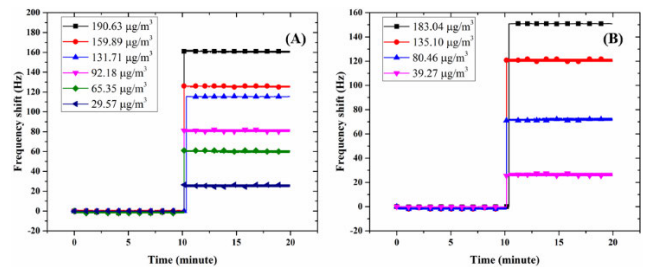 (A)
190.63 μg/m³
159.89 μg/m³
131.71 μg/m³
92.18 μg/m³
65.35 μg/m³
29.57 μg/m³
Frequency shift (Hz)
180
160
140
120
100
80
60
40
20
0
-20
0 5 10 15 20
Time (minute)
(B)
183.04 μg/m³
135.10 μg/m³
80.46 μg/m³
39.27 μg/m³
Frequency shift (Hz)
160
140
120
100
80
60
40
20
0
-20
0 5 10 15 20
Time (minute)